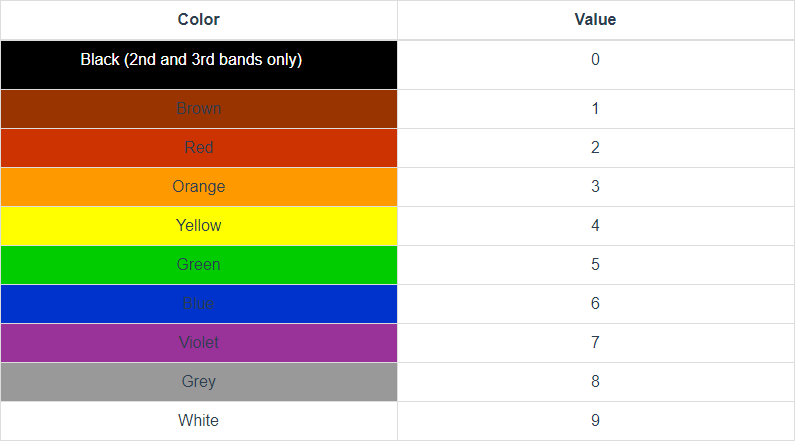 Color Value
Black (2nd and 3rd bands only) 0
Brown 1
Red 2
Orange 3
Yellow 4
Green 5
Blue 6
Violet 7
Grey 8
White 9